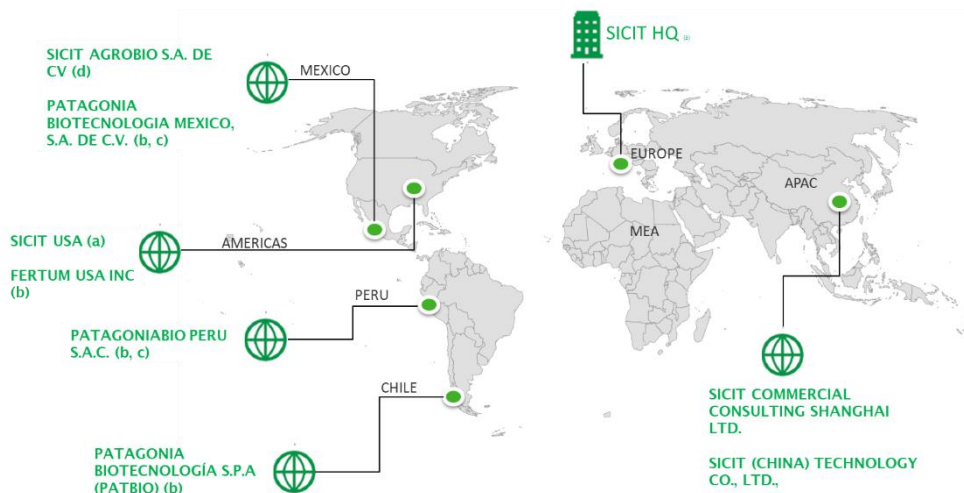 SICIT HQ
SICIT AGROBIO S.A. DE
CV (d)
MEXICO
PATAGONIA
BIOTECNOLOGIA MEXICO,
S.A. DE C.V. (b, c)
EUROPE
APAC
MEA
SICIT USA (a)
AMERICAS
FERTUM USA INC
(b)
PERU
PATAGONIABIO PERU
S.A.C. (b, c)
CHILE
SICIT COMMERCIAL
CONSULTING SHANGHAI
LTD.
PATAGONIA
BIOTECNOLOGÍA S.P.A
(PATBIO) (b)
SICIT (CHINA) TECHNOLOGY
CO., LTD.,